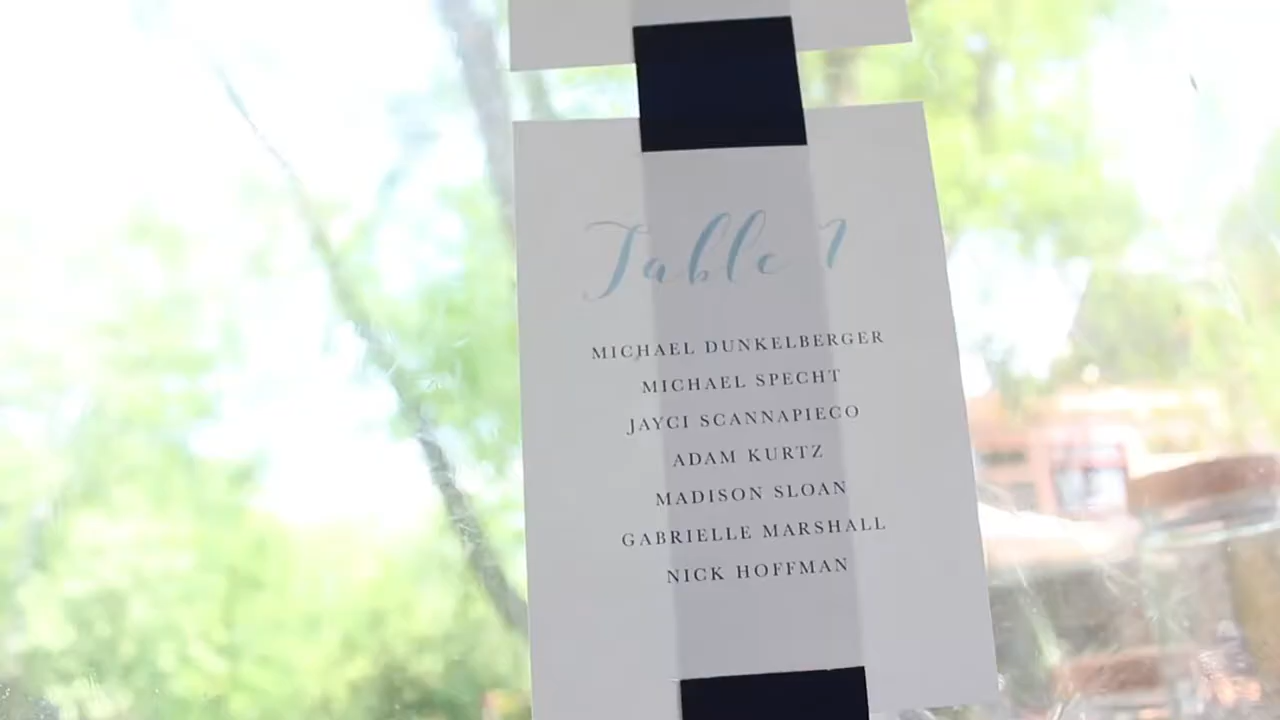 Table 1
MICHAEL DUNKELBERGER
MICHAEL SPECHT
JAYCI SCANNAPIECO
ADAM KURTZ
MADISON SLOAN
GABRIELLE MARSHALL
NICK HOFFMAN